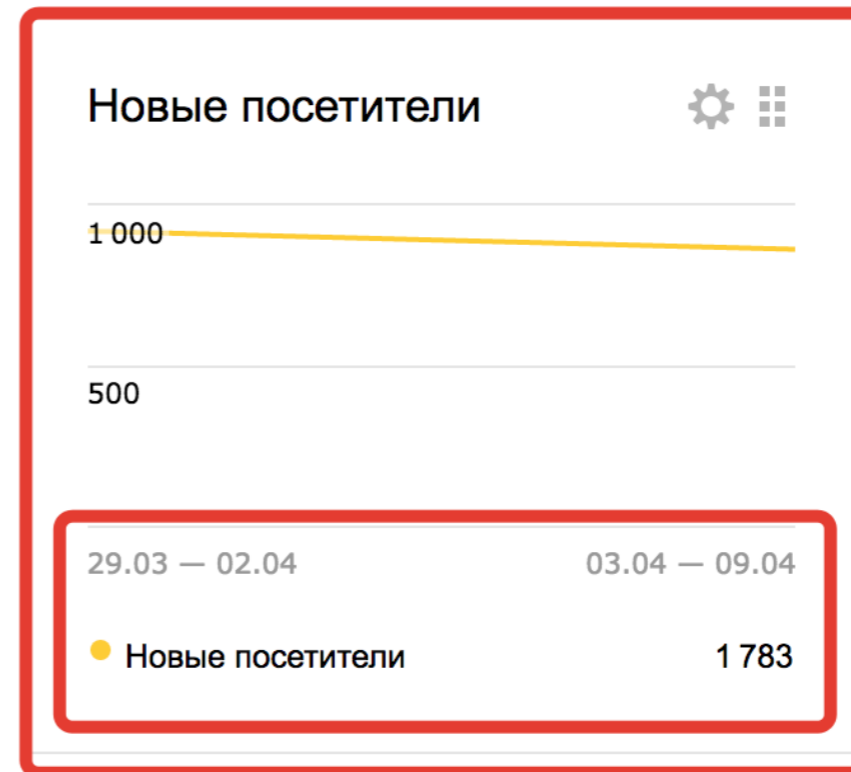 Новые посетители
1 000
500
29.03 — 02.04 03.04 — 09.04
Новые посетители 1 783